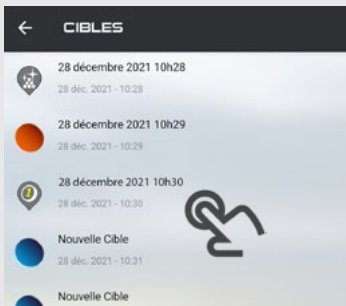 CIBLES
28 décembre 2021 10h28
28 déc. 2021 - 10:28
28 décembre 2021 10h29
28 déc. 2021 - 10:29
28 décembre 2021 10h30
2
28 déc. 2021 - 10:30
Nouvelle Cible
28 déc. 2021 - 10:31
Nouvelle Cible